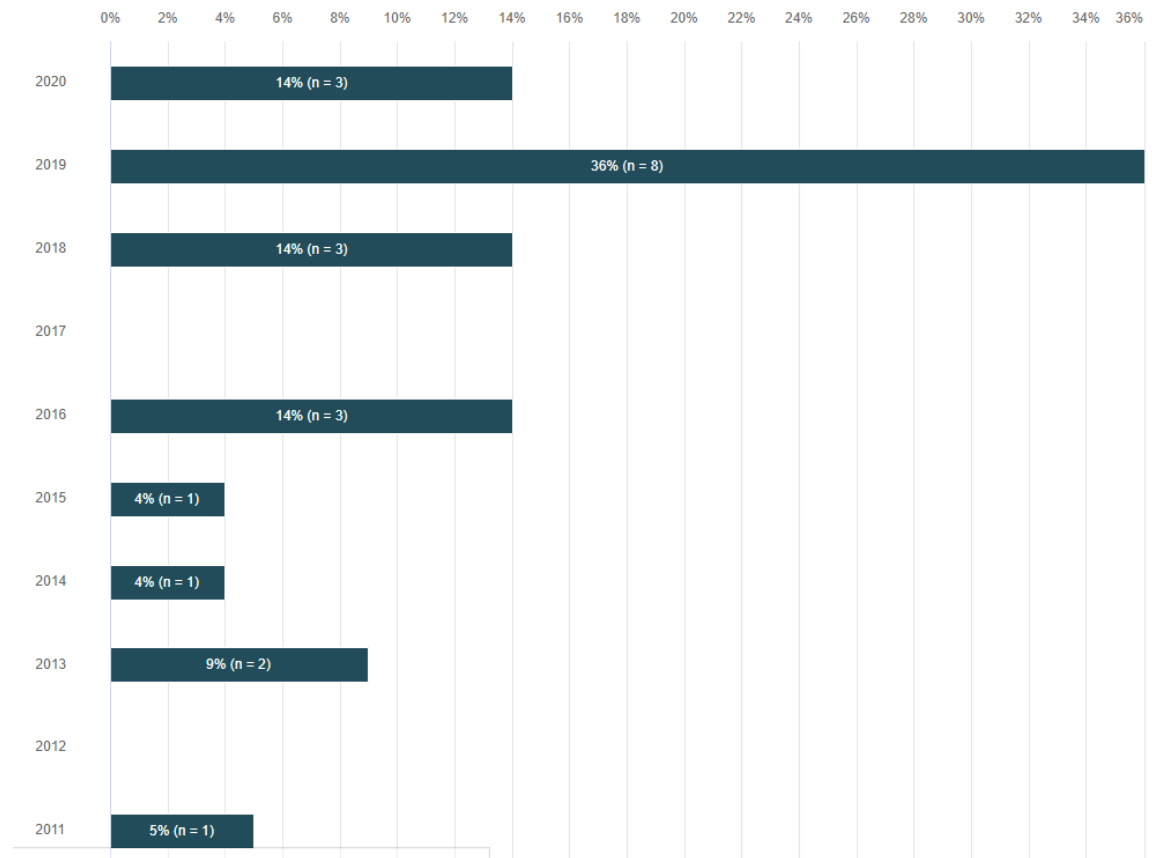 0% 2% 4% 6% 8% 10% 12% 14% 16% 18% 20% 22% 24% 26% 28% 30% 32% 34% 36%
2020 14% (n = 3)
2019 36% (n = 8)
2018 14% (n = 3)
2017
2016 14% (n = 3)
2015 4% (n = 1)
2014 4% (n = 1)
2013 9% (n = 2)
2012
2011 5% (n = 1)